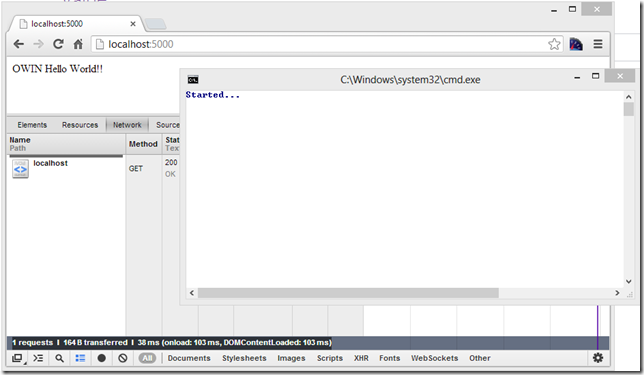 localhost:5000
localhost:5000
OWIN Hello World!!
C:\Windows\system32\cmd.exe
Started...
Elements Resources Network Source
Name Method Stat
Path Text
localhost GET 200
OK
1 requests | 164 B transferred | 38 ms (onload: 103 ms, DOMContentLoaded: 103 ms)
All Documents Stylesheets Images Scripts XHR Fonts WebSockets Other